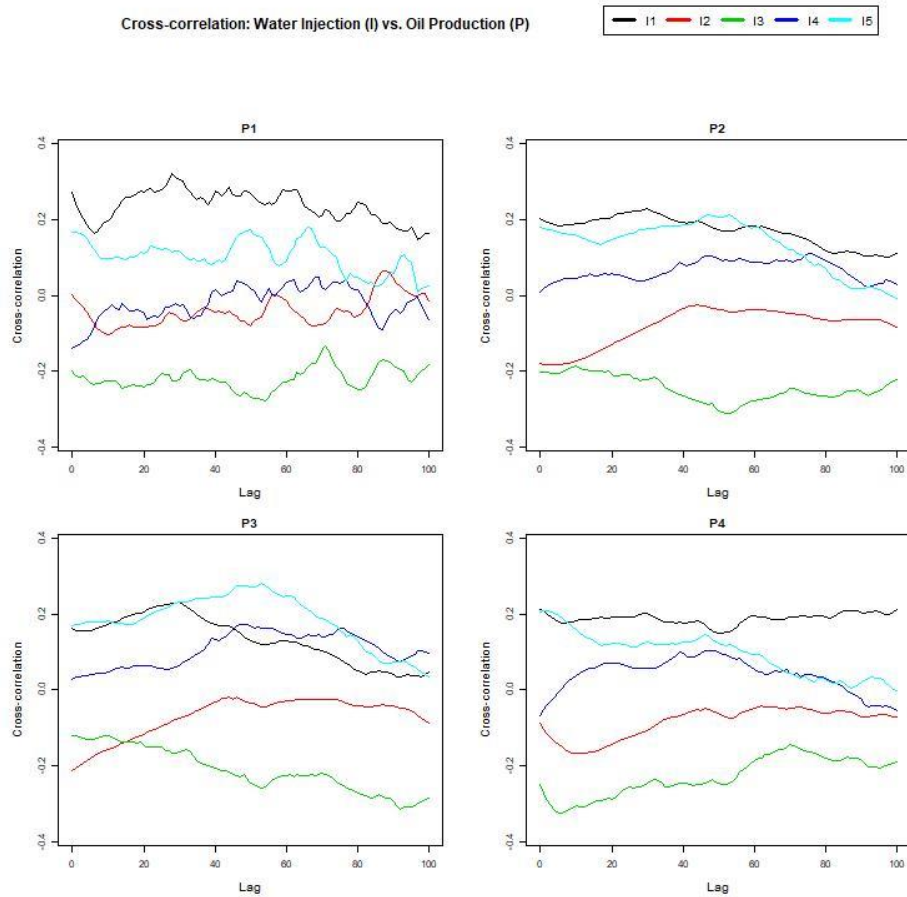 Cross-correlation: Water Injection (I) vs. Oil Production (P)
I1 I2 I3 I4 I5
P1
Cross-correlation
0.4
0.2
0.0
-0.2
-0.4
0 20 40 60 80 100
Lag
P2
Cross-correlation
0.4
0.2
0.0
-0.2
-0.4
0 20 40 60 80 100
Lag
P3
Cross-correlation
0.4
0.2
0.0
-0.2
-0.4
0 20 40 60 80 100
Lag
P4
Cross-correlation
0.4
0.2
0.0
-0.2
-0.4
0 20 40 60 80 100
Lag